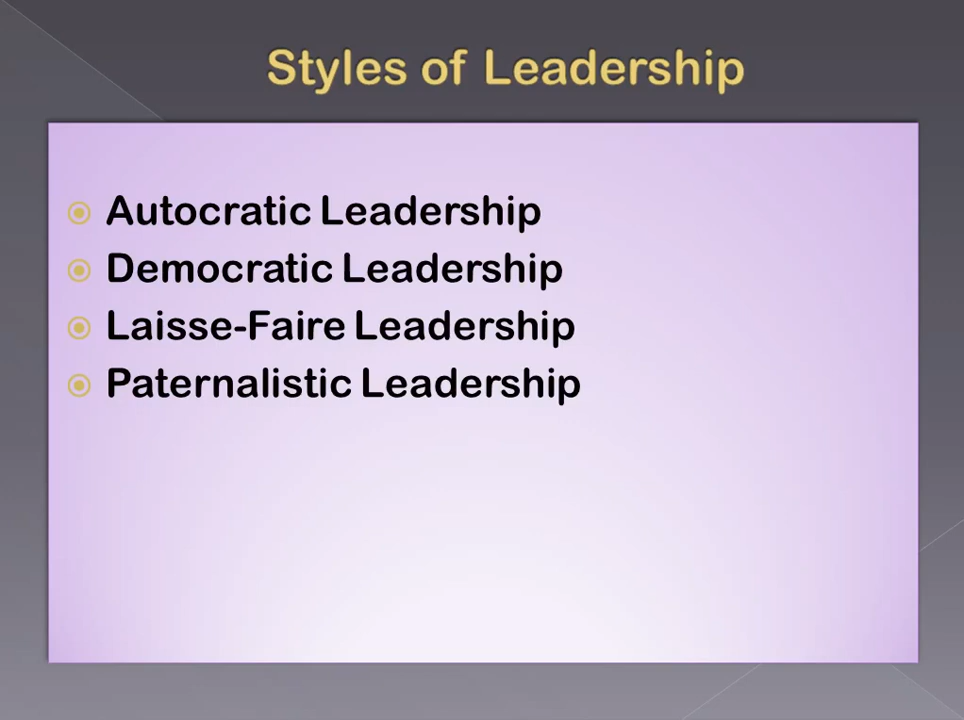 Styles of Leadership
Autocratic Leadership
Democratic Leadership
Laisse-Faire Leadership
Paternalistic Leadership